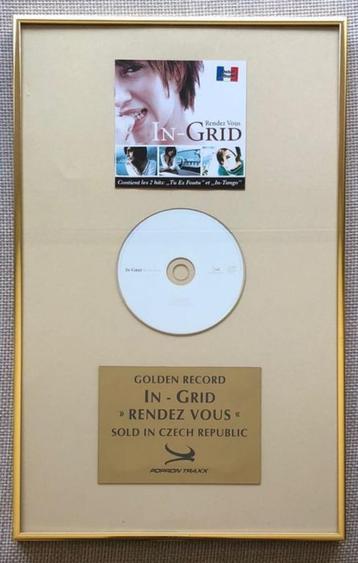 Rendez Vous
IN-GRID
Contient les 2 hits: „Tu Es Foutu" et „In-Tango"
IN-GRID
GOLDEN RECORD
IN - GRID
» RENDEZ VOUS «
SOLD IN CZECH REPUBLIC
POPRON TRAXX